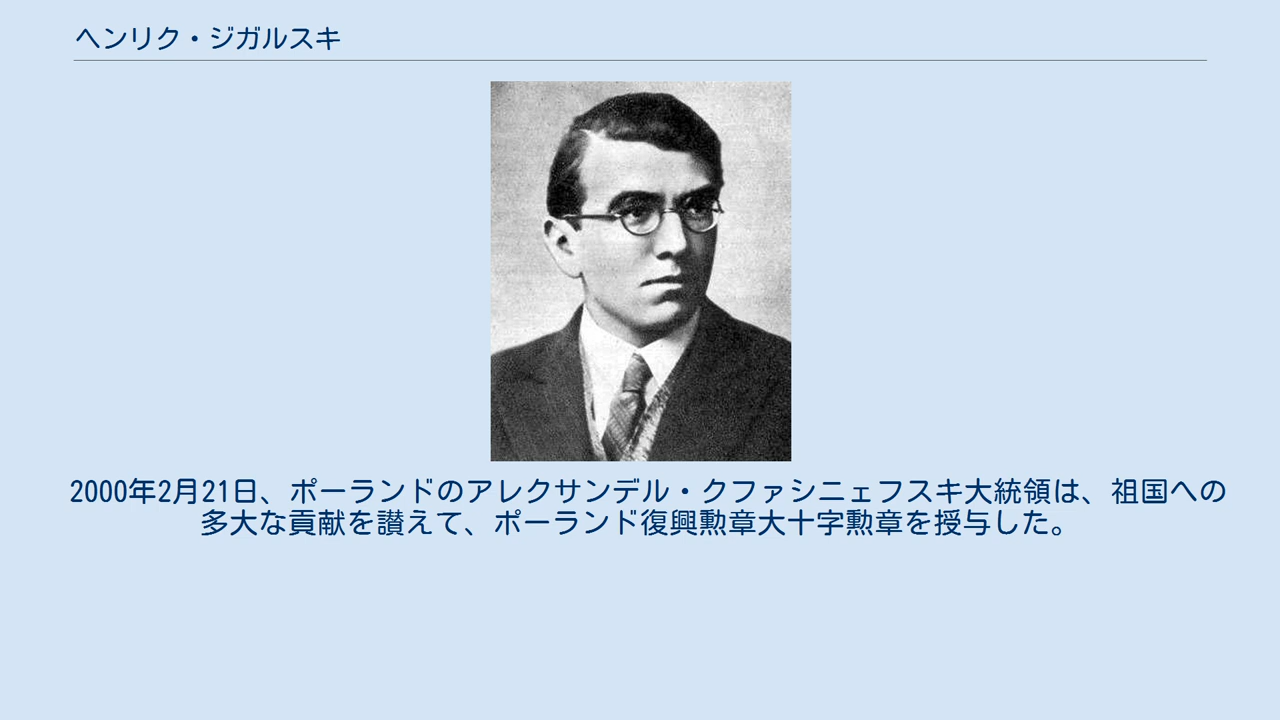 ヘンリク・ジガルスキ
2000年2月21日、ポーランドのアレクサンデル・クファシニェフスキ大統領は、祖国への
多大な貢献を讃えて、ポーランド復興勲章大十字勲章を授与した。